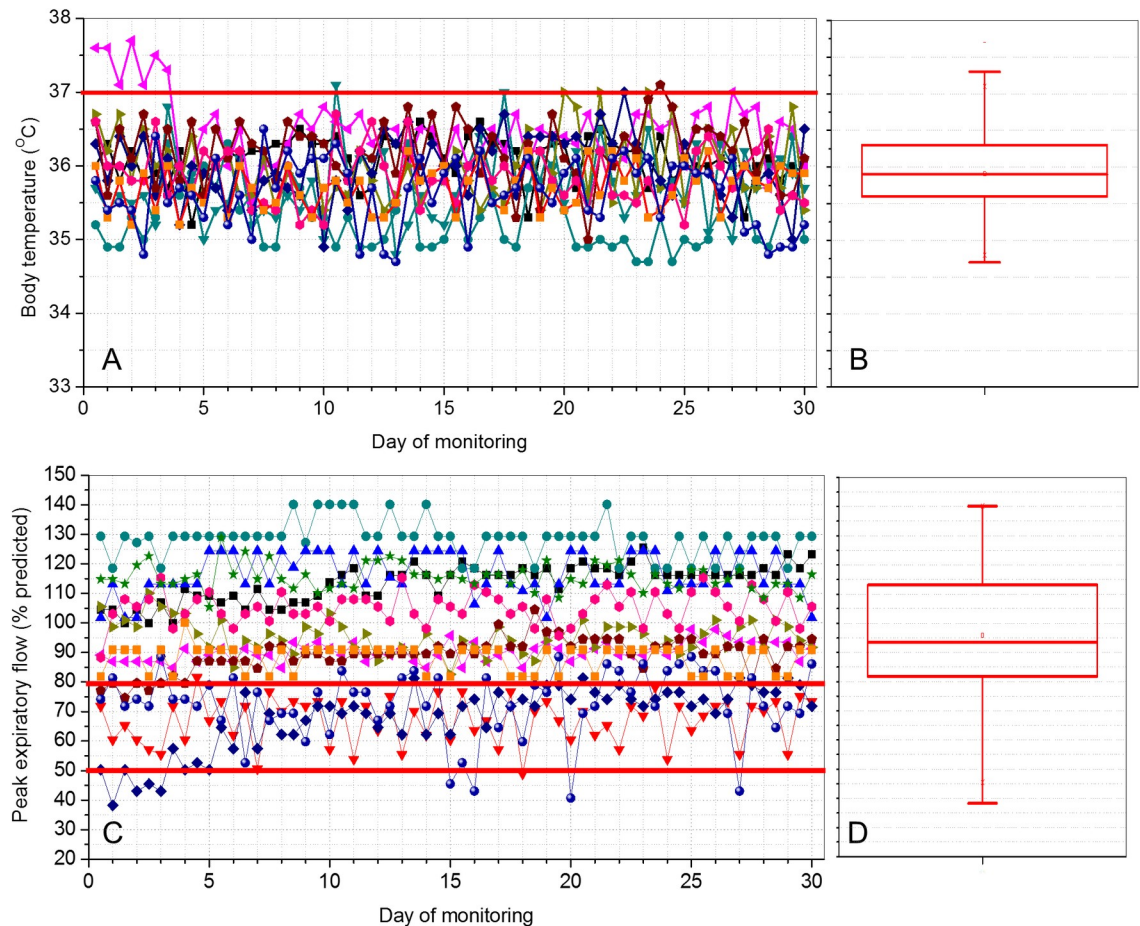 38
37
36
35
34
33
Body temperature (°C)
A
0 5 10 15 20 25 30
Day of monitoring
B
150
140
130
120
110
100
90
80
70
60
50
40
30
20
Peak expiratory flow (% predicted)
C
0 5 10 15 20 25 30
Day of monitoring
D